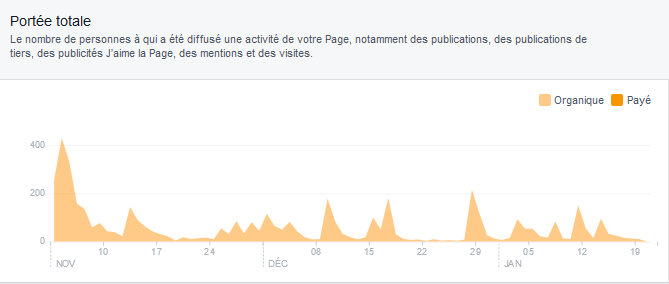 Portée totale
Le nombre de personnes à qui a été diffusé une activité de votre Page, notamment des publications, des publications de
tiers, des publicités J'aime la Page, des mentions et des visites.
Organique Payé
400
200
0
10 17 24 08 15 22 29 05 12 19
NOV DÉC JAN